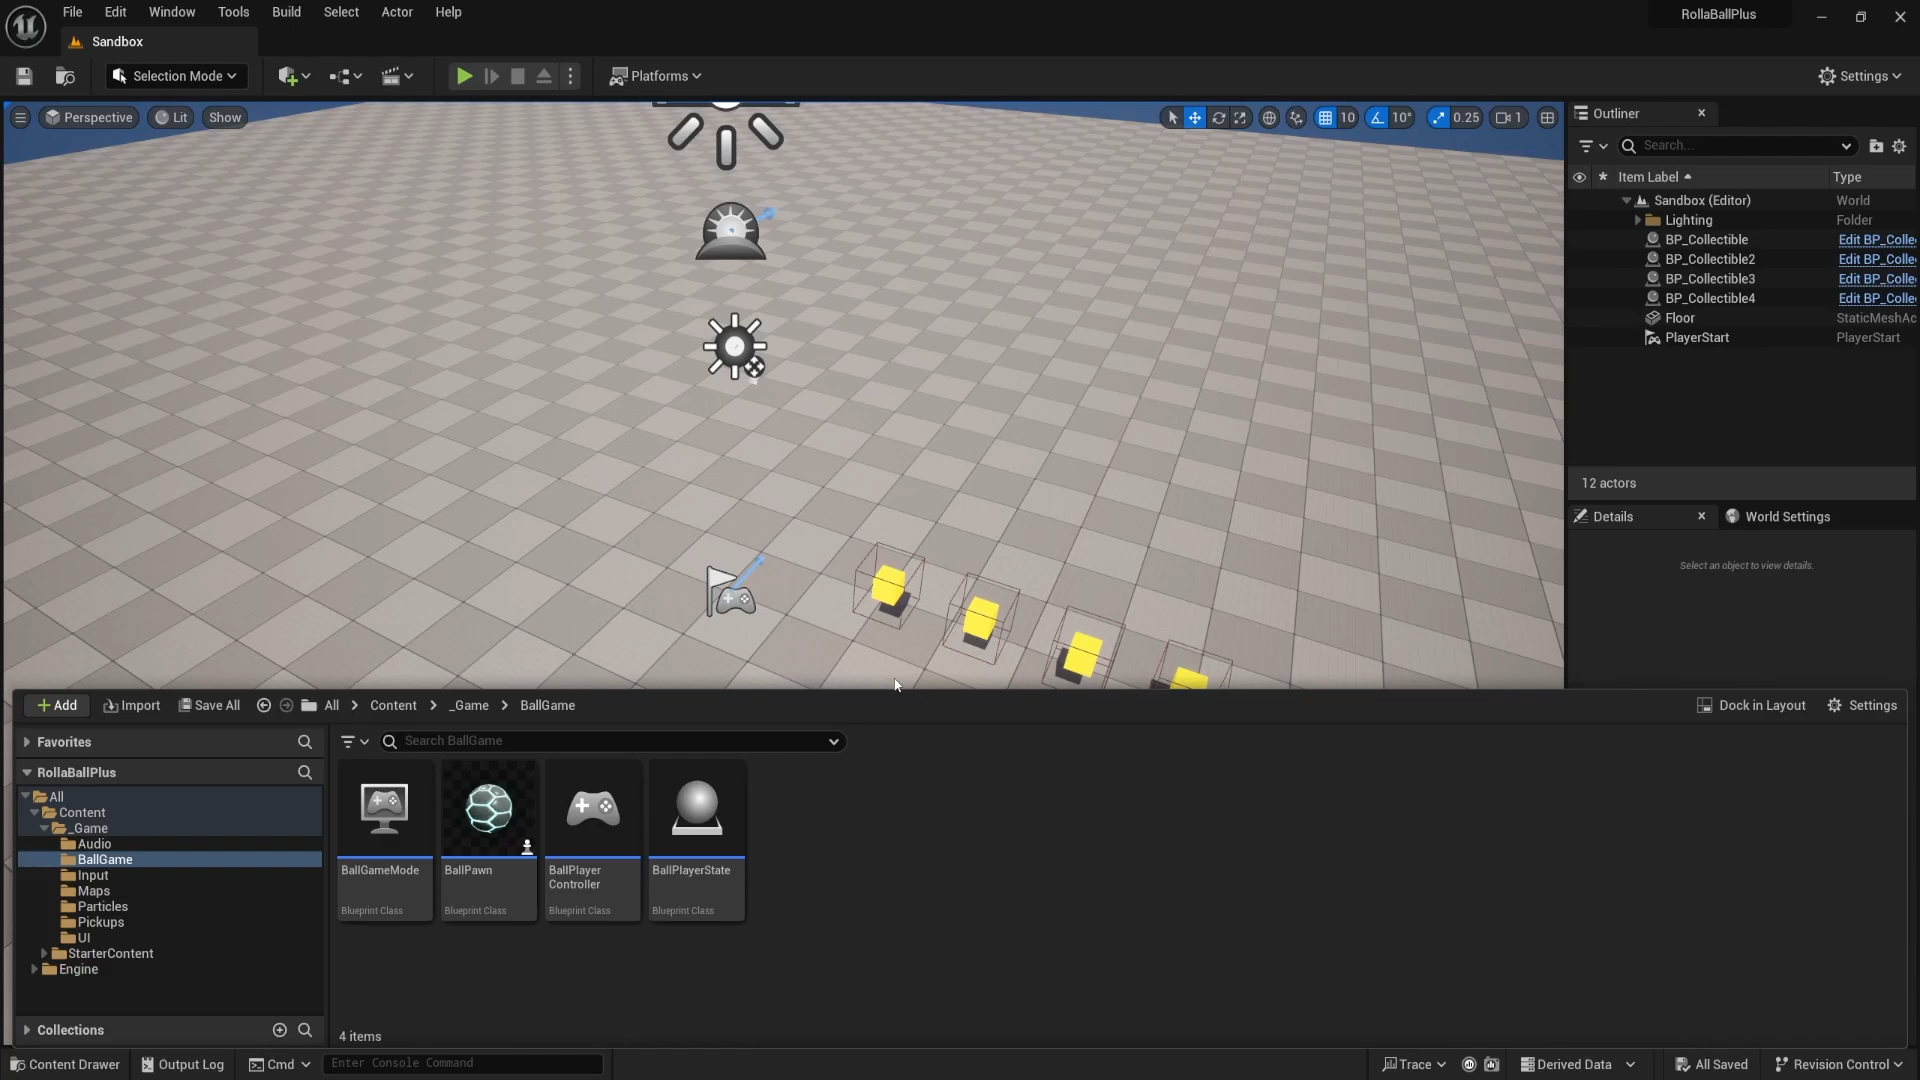 File Edit Window Tools Build Select Actor Help
RollaBallPlus
Sandbox
Selection Mode
Platforms
Settings
Perspective Lit Show
10 10° 0.25 1
Outliner
Search...
Item Label Type
Sandbox (Editor) World
Lighting Folder
BP_Collectible Edit BP_Colle
BP_Collectible2 Edit BP_Colle
BP_Collectible3 Edit BP_Colle
BP_Collectible4 Edit BP_Colle
Floor StaticMeshAc
PlayerStart PlayerStart
12 actors
Details World Settings
Select an object to view details.
Add Import Save All All Content _Game BallGame Dock in Layout Settings
Favorites
Search BallGame
RollaBallPlus
All
Content
_Game
Audio
BallGame
Input
Maps
Particles
Pickups
UI
StarterContent
Engine
BallGameMode
Blueprint Class
BallPawn
Blueprint Class
BallPlayer
Controller
Blueprint Class
BallPlayerState
Blueprint Class
Collections
4 items
Content Drawer Output Log Cmd Enter Console Command Trace Derived Data All Saved Revision Control